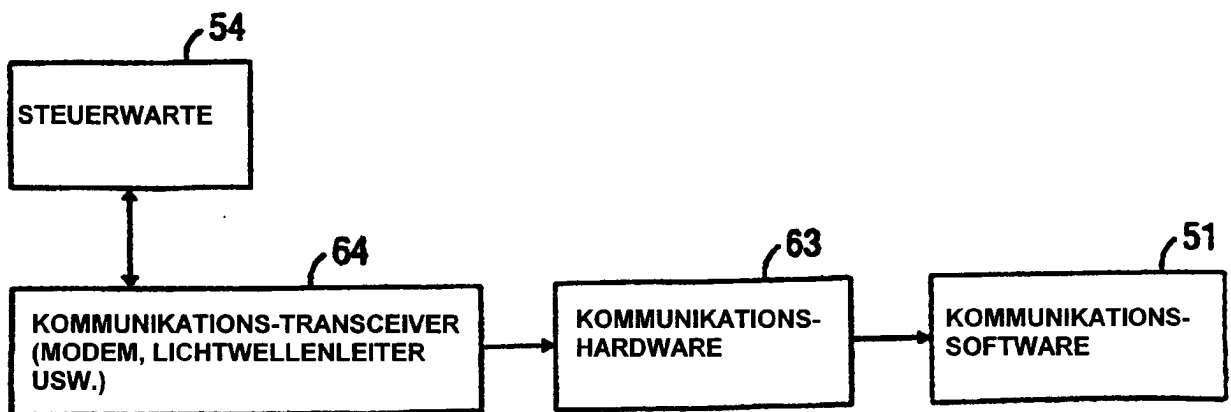 54
STEUERWARTE
64
KOMMUNIKATIONS-TRANSCEIVER
(MODEM, LICHTWELLENLEITER
USW.)
63
KOMMUNIKATIONS-
HARDWARE
51
KOMMUNIKATIONS-
SOFTWARE